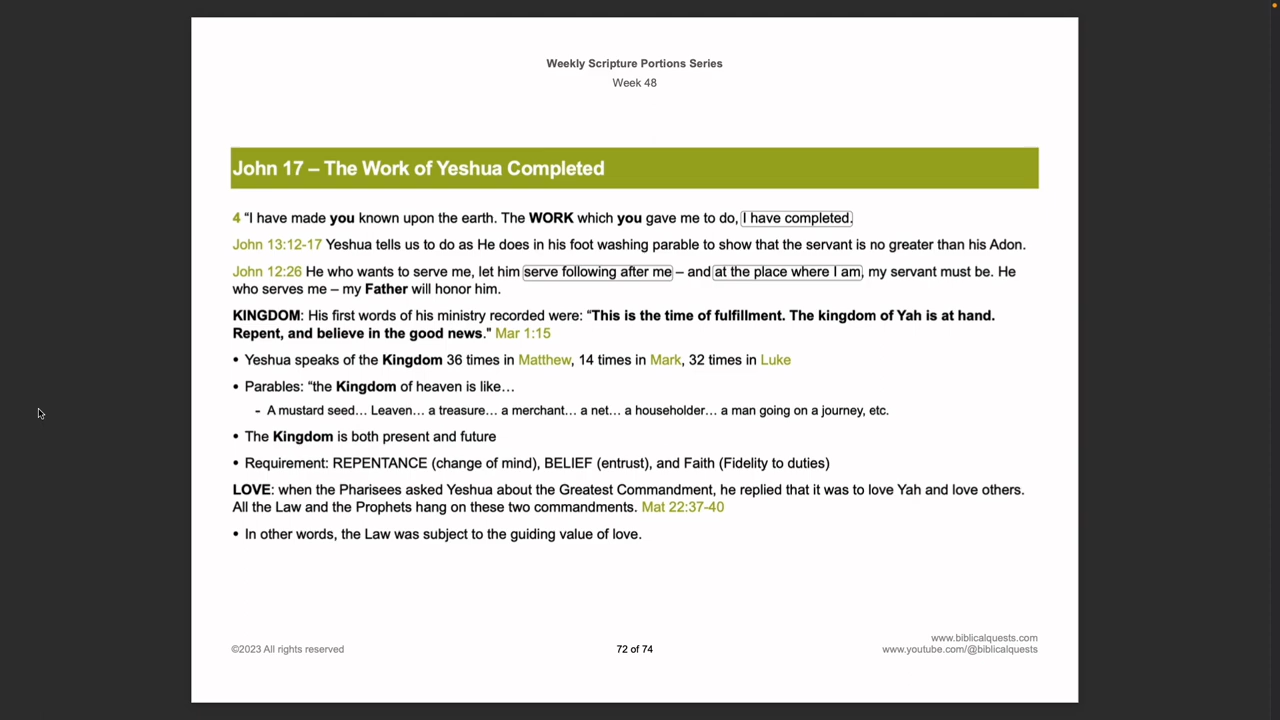 Weekly Scripture Portions Series
Week 48
John 17 – The Work of Yeshua Completed
4 “I have made you known upon the earth. The WORK which you gave me to do, I have completed.
John 13:12-17 Yeshua tells us to do as He does in his foot washing parable to show that the servant is no greater than his Adon.
John 12:26 He who wants to serve me, let him serve following after me – and at the place where I am, my servant must be. He
who serves me – my Father will honor him.
KINGDOM: His first words of his ministry recorded were: “This is the time of fulfillment. The kingdom of Yah is at hand.
Repent, and believe in the good news.” Mar 1:15
• Yeshua speaks of the Kingdom 36 times in Matthew, 14 times in Mark, 32 times in Luke
• Parables: “the Kingdom of heaven is like…
- A mustard seed… Leaven… a treasure… a merchant… a net… a householder… a man going on a journey, etc.
• The Kingdom is both present and future
• Requirement: REPENTANCE (change of mind), BELIEF (entrust), and Faith (Fidelity to duties)
LOVE: when the Pharisees asked Yeshua about the Greatest Commandment, he replied that it was to love Yah and love others.
All the Law and the Prophets hang on these two commandments. Mat 22:37-40
• In other words, the Law was subject to the guiding value of love.
www.biblicalquests.com
©2023 All rights reserved 72 of 74 www.youtube.com/@biblicalquests